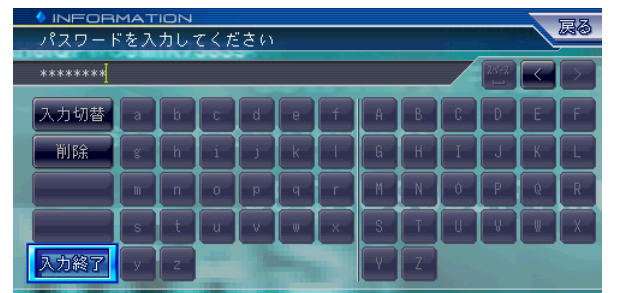 INFORMATION
戻る
パスワードを入力してください
********
スペース < >
入力切替 a b c d e f A B C D E F
削除 g h i j k l G H I J K L
m n o p q r M N O P Q R
s t u v w x S T U V W X
入力終了 y z Y Z